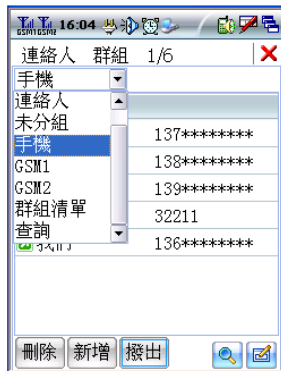 GSM1 GSM2 16:04
連絡人 群組 1/6
手機
連絡人
未分組
手機
GSM1
GSM2
群組清單
查詢
137********
138********
139********
32211
136********
刪除 新增 撥出